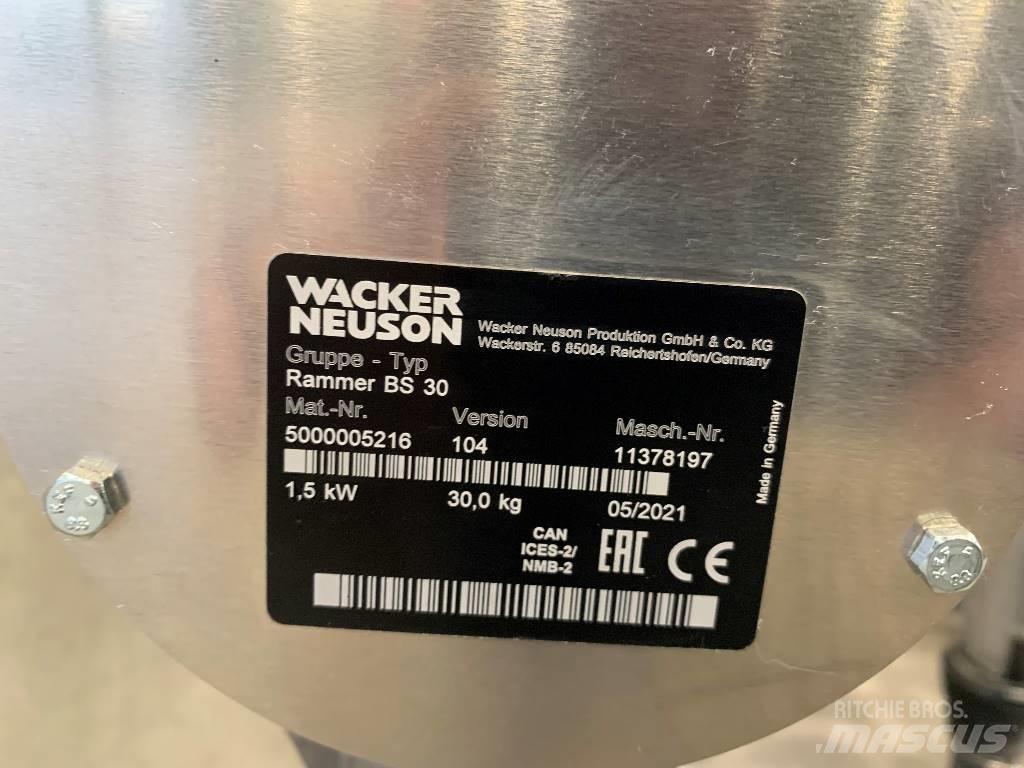 WACKER
NEUSON
Wacker Neuson Produktion GmbH & Co. KG
Wackerstr. 6 85084 Reichertshofen/Germany
Gruppe - Typ
Rammer BS 30
Mat.-Nr. Version Masch.-Nr.
5000005216 104 11378197
1,5 kW 30,0 kg 05/2021
CAN
ICES-2/
NMB-2
EAC CE
Made in Germany
RITCHIE BROS.
MASCUS